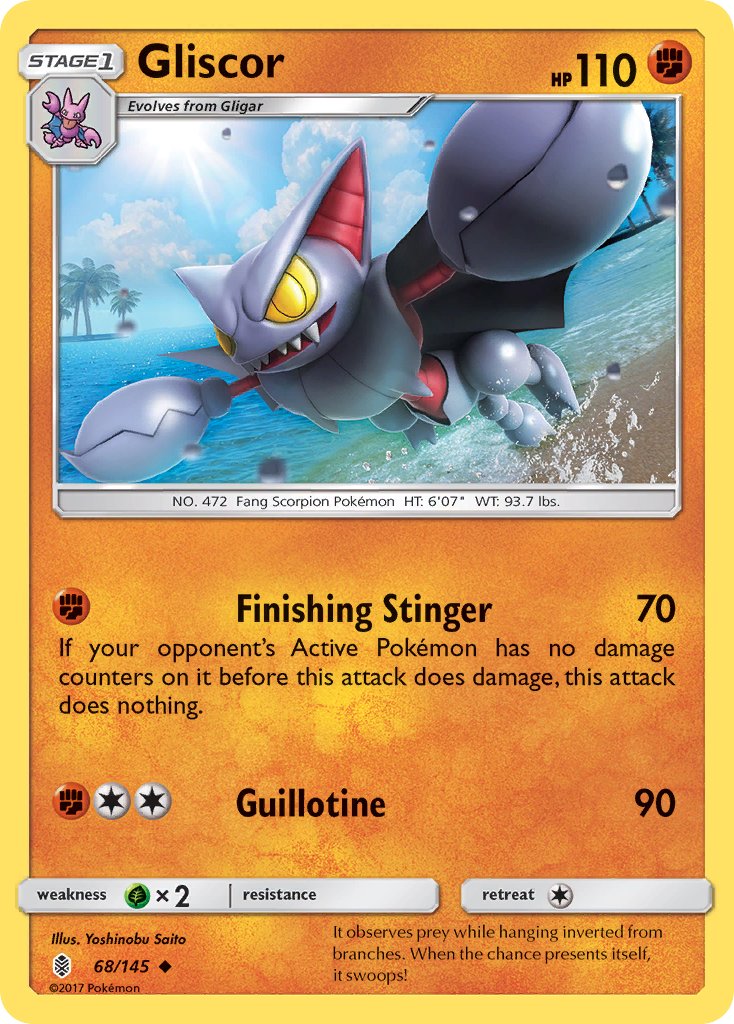 STAGE1
Gliscor
HP 110
Evolves from Gligar
NO. 472 Fang Scorpion Pokémon HT: 6'07" WT: 93.7 lbs.
Finishing Stinger 70
If your opponent's Active Pokémon has no damage
counters on it before this attack does damage, this attack
does nothing.
Guillotine 90
weakness ×2 resistance retreat
Illus. Yoshinobu Saito
68/145
©2017 Pokémon
It observes prey while hanging inverted from
branches. When the chance presents itself,
it swoops!